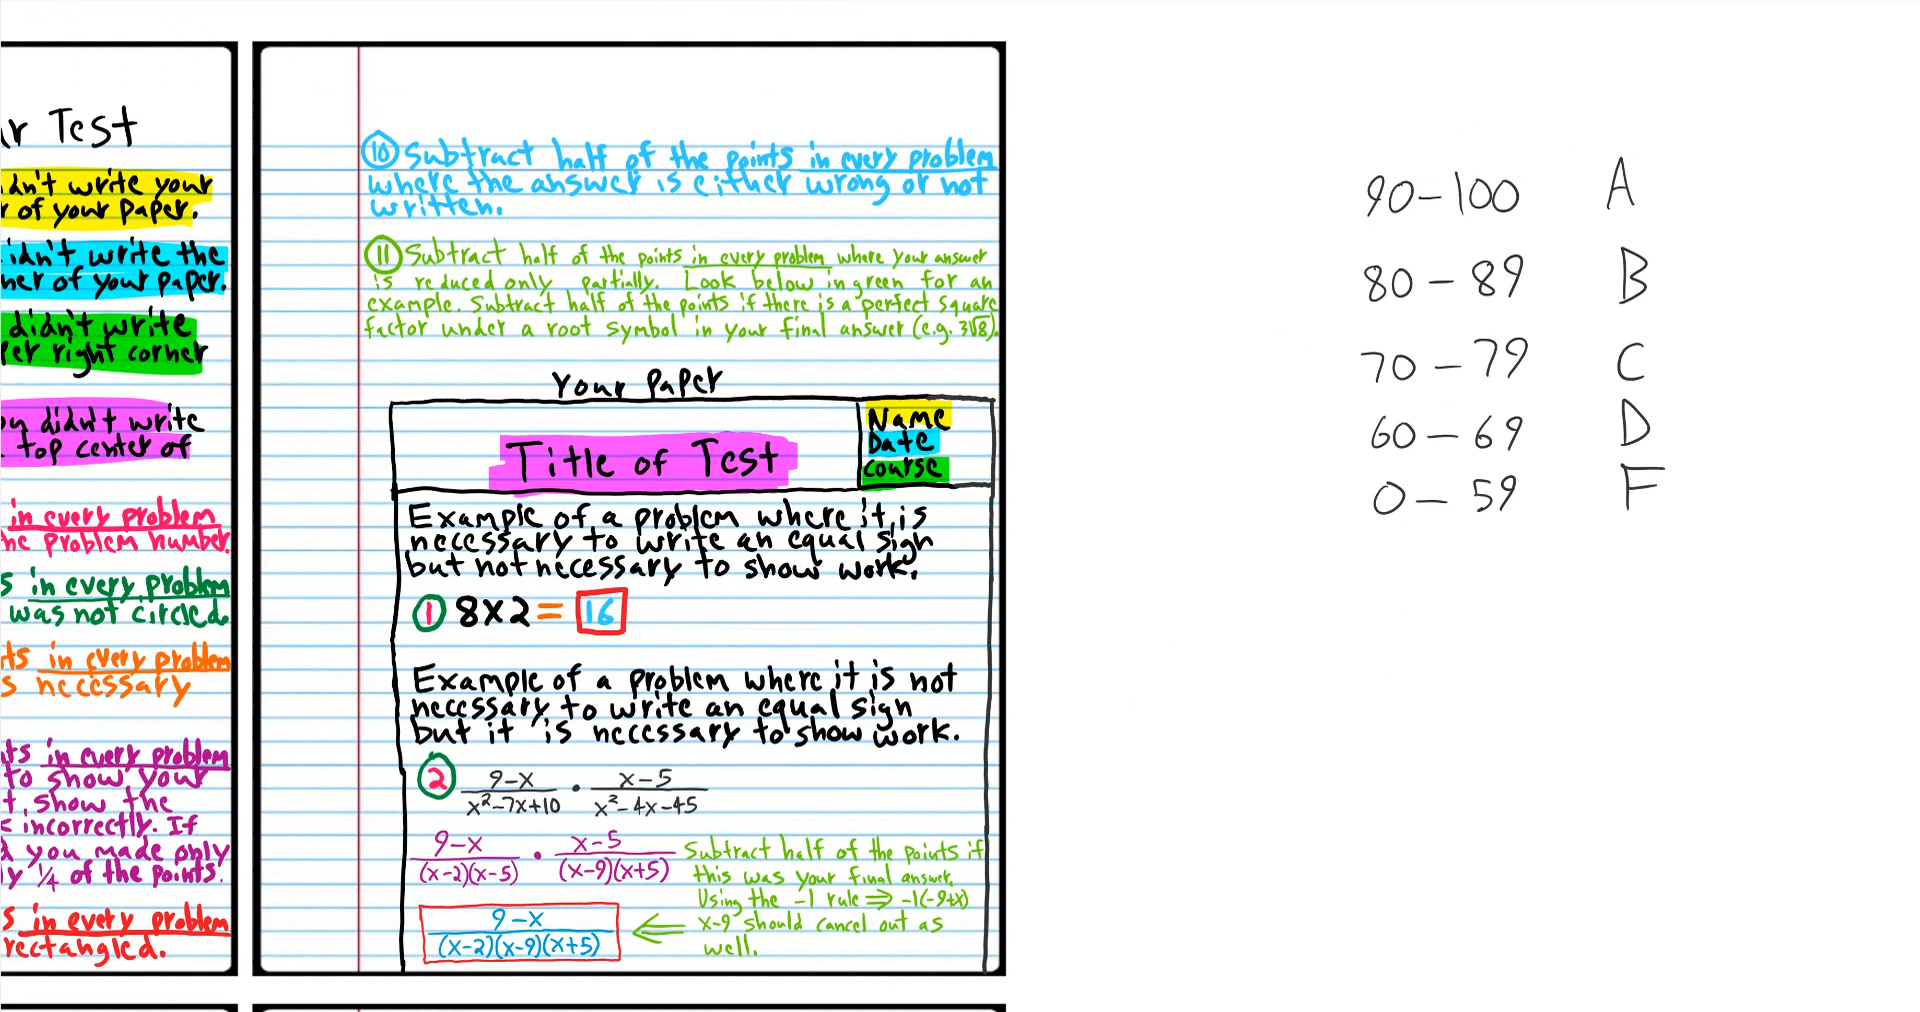 r Test
dn't write your
r of your paper.
idn't write the
ner of your paper.
didn't write
per right corner
ou didn't write
top center of
in every problem
he problem number.
s in every problem
was not circled.
ts in every problem
s necessary
ts in every problem
to show your
t, show the
k incorrectly. If
d you made only
y 1/4 of the points.
s in every problem
rectangled.
⑩ Subtract half of the points in every problem
where the answer is either wrong or not
written.
⑪ Subtract half of the points in every problem where your answer
is reduced only partially. Look below in green for an
example. Subtract half of the points if there is a perfect square
factor under a root symbol in your final answer (e.g. 3√8).
Your Paper
Title of Test
Name
Date
Course
Example of a problem where it is
necessary to write an equal sign
but not necessary to show work.
① 8x2 = 16
Example of a problem where it is not
necessary to write an equal sign
but it is necessary to show work.
② 9-x / x²-7x+10 · x-5 / x²-4x-45
9-x / (x-2)(x-5) · x-5 / (x-9)(x+5)
9-x / (x-2)(x-9)(x+5)
Subtract half of the points if
this was your final answer.
Using the -1 rule ⇒ -1(-9+x)
x-9 should cancel out as
well.
90-100 A
80-89 B
70-79 C
60-69 D
0-59 F